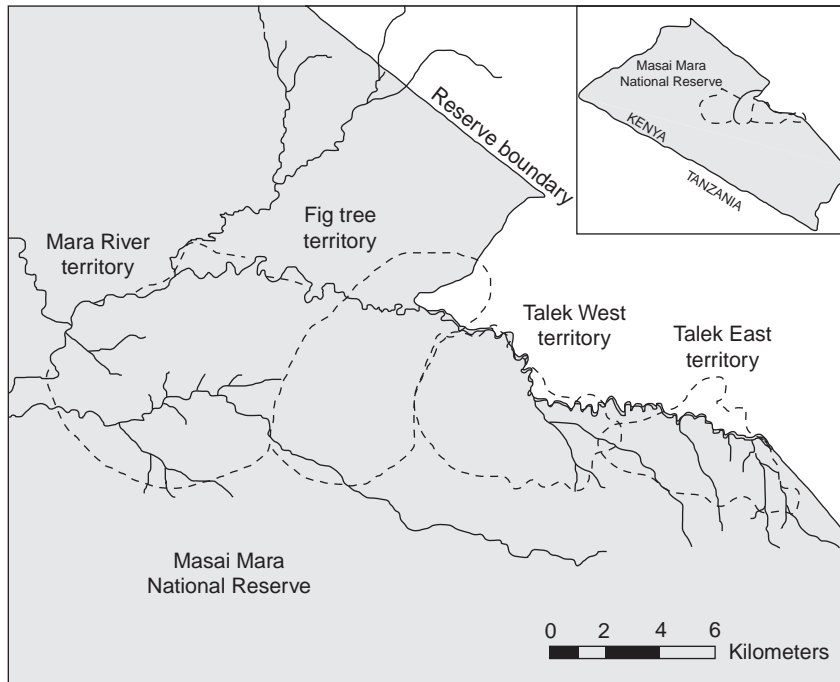 Masai Mara
National Reserve
KENYA
TANZANIA
Reserve boundary
Fig tree
territory
Mara River
territory
Talek West
territory
Talek East
territory
Masai Mara
National Reserve
0 2 4 6
Kilometers